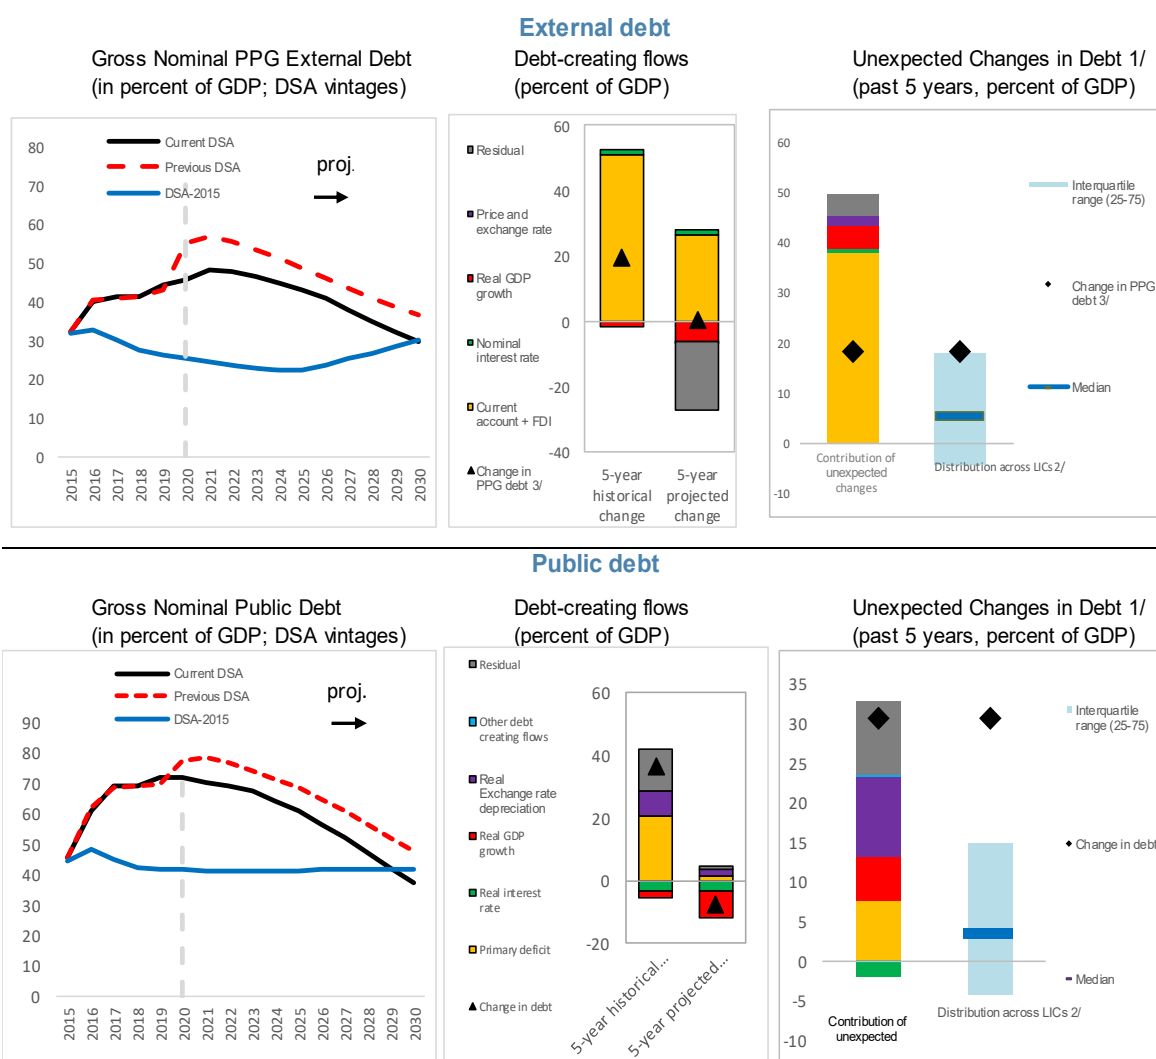 External debt
Gross Nominal PPG External Debt
(in percent of GDP; DSA vintages)
Debt-creating flows
(percent of GDP)
Unexpected Changes in Debt 1/
(past 5 years, percent of GDP)
Current DSA
Previous DSA
DSA-2015
proj.
80
70
60
50
40
30
20
10
0
2015 2016 2017 2018 2019 2020 2021 2022 2023 2024 2025 2026 2027 2028 2029 2030
Residual
Price and
exchange rate
Real GDP
growth
Nominal
interest rate
Current
account + FDI
Change in
PPG debt 3/
60
40
20
0
-20
-40
5-year
historical
change
5-year
projected
change
60
50
40
30
20
10
0
-10
Contribution of
unexpected
changes
Distribution across LICs 2/
Interquartile
range (25-75)
Change in PPG
debt 3/
Median
Public debt
Gross Nominal Public Debt
(in percent of GDP; DSA vintages)
Debt-creating flows
(percent of GDP)
Unexpected Changes in Debt 1/
(past 5 years, percent of GDP)
Current DSA
Previous DSA
DSA-2015
proj.
90
80
70
60
50
40
30
20
10
0
2015 2016 2017 2018 2019 2020 2021 2022 2023 2024 2025 2026 2027 2028 2029 2030
Residual
Other debt
creating flows
Real
Exchange rate
depreciation
Real GDP
growth
Real interest
rate
Primary deficit
Change in debt
60
40
20
0
-20
5-year historical...
5-year projected...
35
30
25
20
15
10
5
0
-5
-10
Contribution of
unexpected
Distribution across LICs 2/
Interquartile
range (25-75)
Change in debt
Median